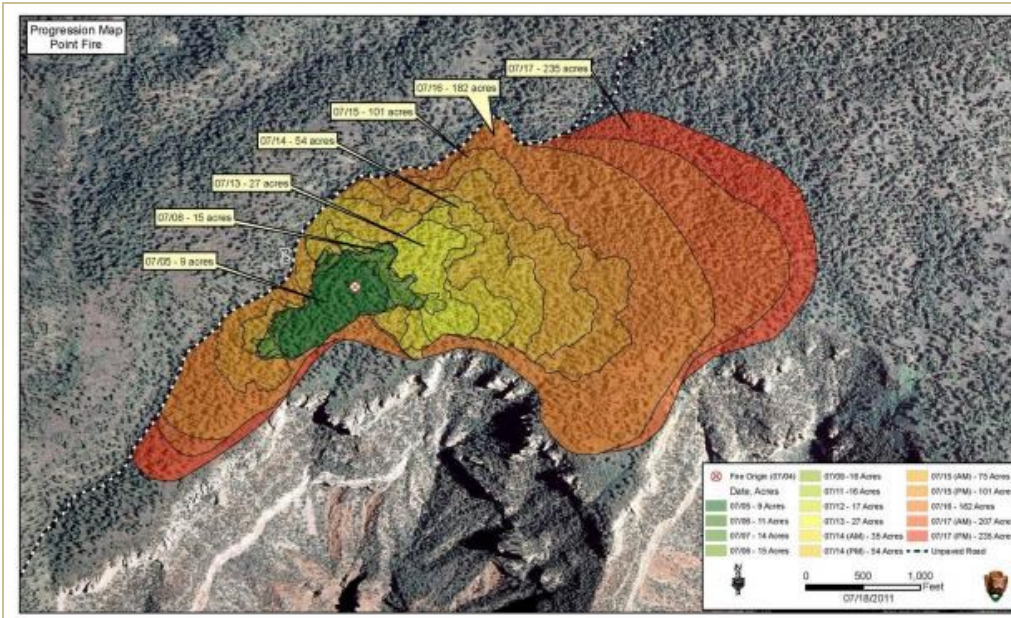 Progression Map
Point Fire
07/17 - 235 acres
07/16 - 182 acres
07/15 - 101 acres
07/14 - 54 acres
07/13 - 27 acres
07/08 - 15 acres
07/05 - 9 acres
Fire Origin (07/04)
Date, Acres
07/05 - 9 Acres
07/06 - 11 Acres
07/07 - 14 Acres
07/08 - 15 Acres
07/09 - 16 Acres
07/11 - 16 Acres
07/12 - 17 Acres
07/13 - 27 Acres
07/14 (AM) - 35 Acres
07/14 (PM) - 54 Acres
07/15 (AM) - 75 Acres
07/15 (PM) - 101 Acres
07/16 - 182 Acres
07/17 (AM) - 207 Acres
07/17 (PM) - 235 Acres
Unpaved Road
N
0 500 1,000
Feet
07/18/2011